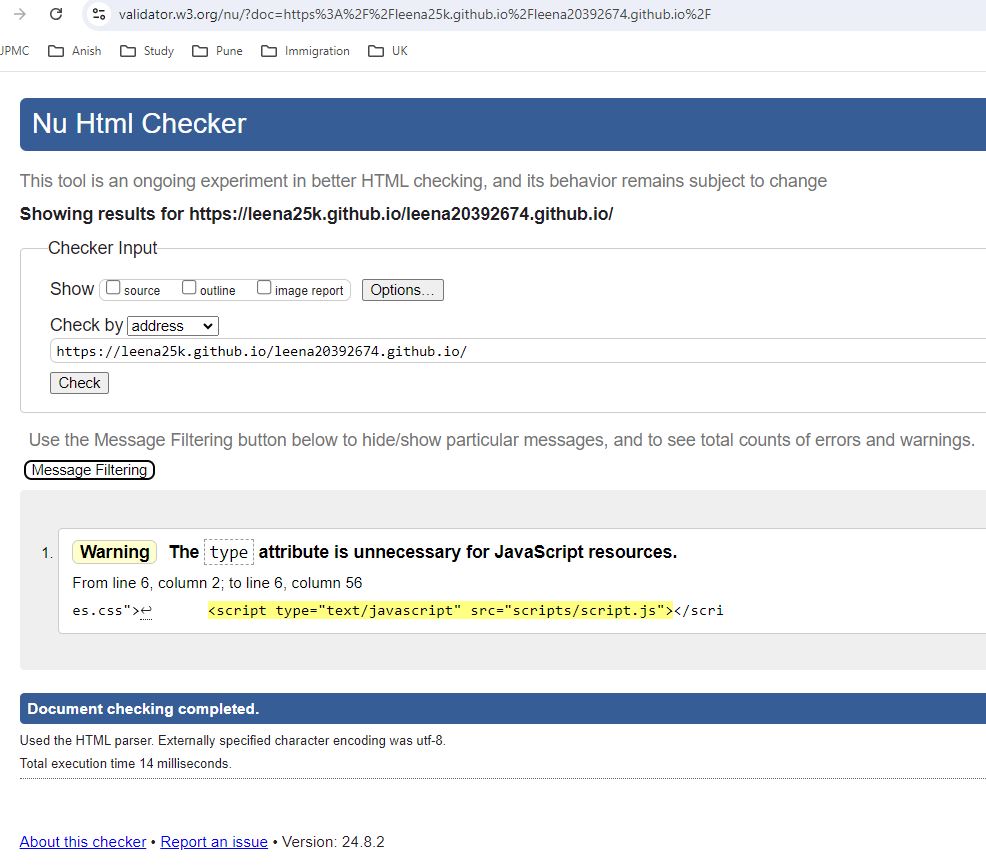 validator.w3.org/nu/?doc=https%3A%2F%2Fleena25k.github.io%2Fleena20392674.github.io%2F
JPMC Anish Study Pune Immigration UK
Nu Html Checker
This tool is an ongoing experiment in better HTML checking, and its behavior remains subject to change
Showing results for https://leena25k.github.io/leena20392674.github.io/
Checker Input
Show source outline image report Options...
Check by address
https://leena25k.github.io/leena20392674.github.io/
Check
Use the Message Filtering button below to hide/show particular messages, and to see total counts of errors and warnings.
Message Filtering
1. Warning The type attribute is unnecessary for JavaScript resources.
From line 6, column 2; to line 6, column 56
es.css">↩ <script type="text/javascript" src="scripts/script.js"></scri
Document checking completed.
Used the HTML parser. Externally specified character encoding was utf-8.
Total execution time 14 milliseconds.
About this checker • Report an issue • Version: 24.8.2